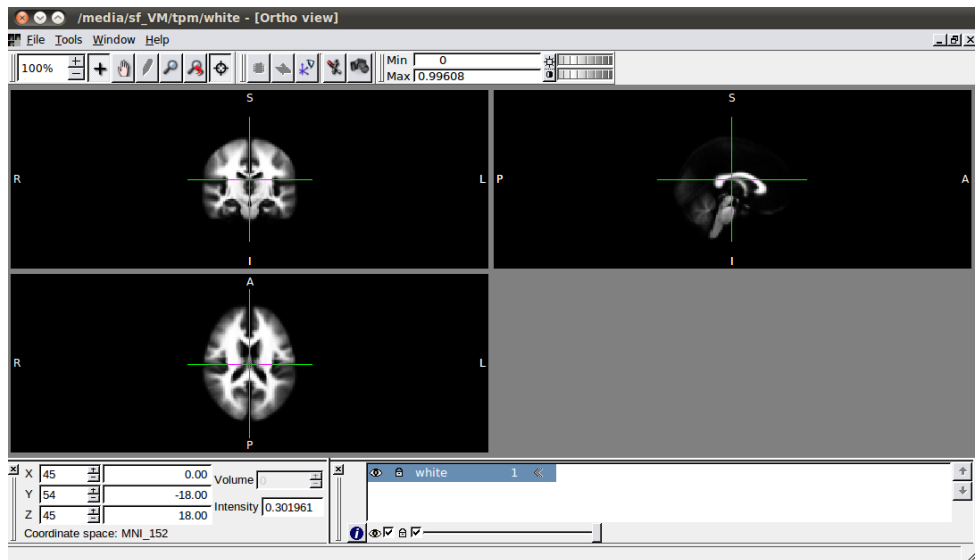 /media/sf_VM/tpm/white - [Ortho view]
File Tools Window Help
100% Min 0
Max 0.99608
S S
R L P A
I I
A
R L
P
X 45 0.00 Volume 0
Y 54 -18.00 Intensity 0.301961
Z 45 18.00
Coordinate space: MNI_152
white 1